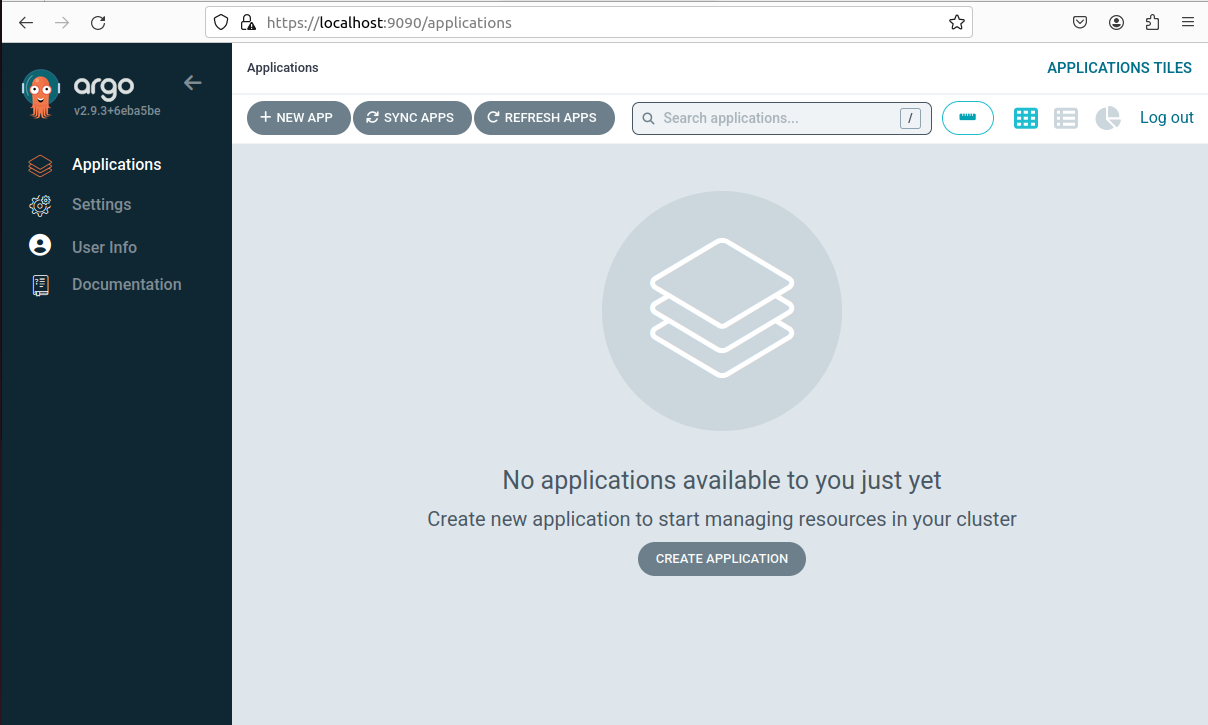 https://localhost:9090/applications
argo
v2.9.3+6eba5be
Applications
Settings
User Info
Documentation
Applications
APPLICATIONS TILES
+ NEW APP
SYNC APPS
REFRESH APPS
Search applications...
/
Log out
No applications available to you just yet
Create new application to start managing resources in your cluster
CREATE APPLICATION